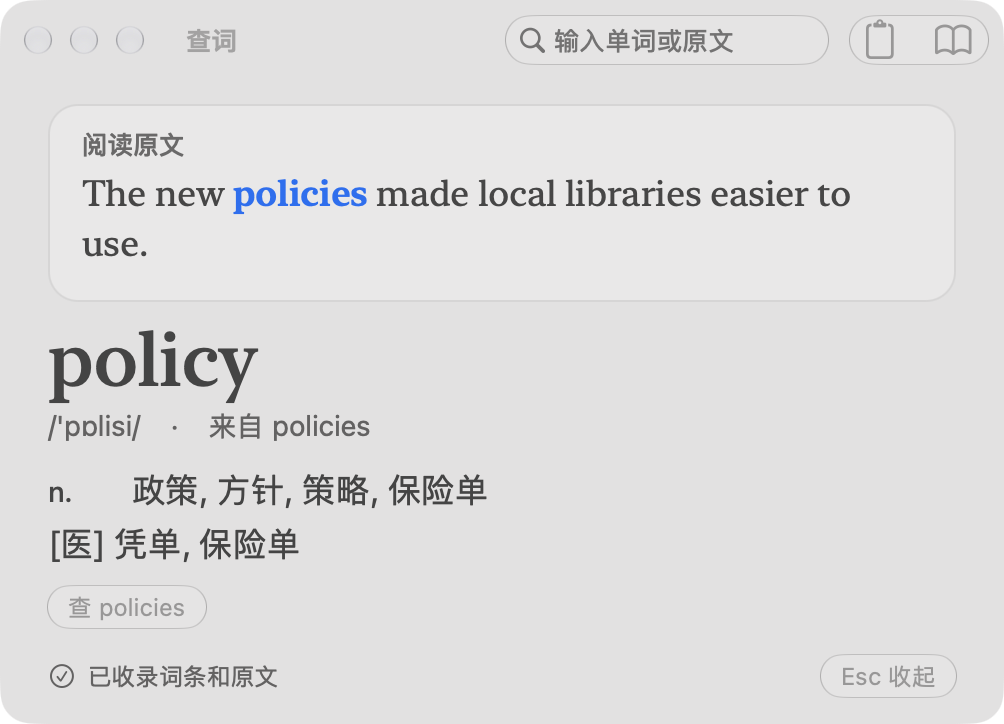 查词
输入单词或原文
阅读原文
The new policies made local libraries easier to
use.
policy
/'pɒlisi/ · 来自 policies
n. 政策, 方针, 策略, 保险单
[医] 凭单, 保险单
查 policies
已收录词条和原文
Esc 收起